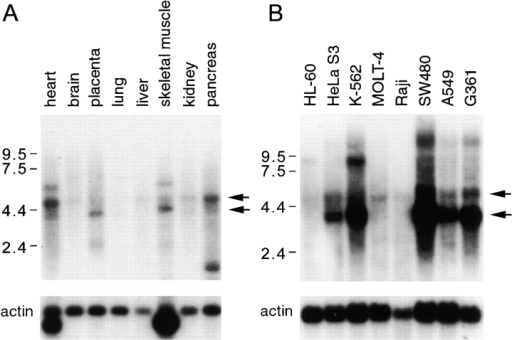 A
heart
brain
placenta
lung
liver
skeletal muscle
kidney
pancreas
9.5
7.5
4.4
2.4
actin
B
HL-60
HeLa S3
K-562
MOLT-4
Raji
SW480
A549
G361
9.5
7.5
4.4
2.4
actin